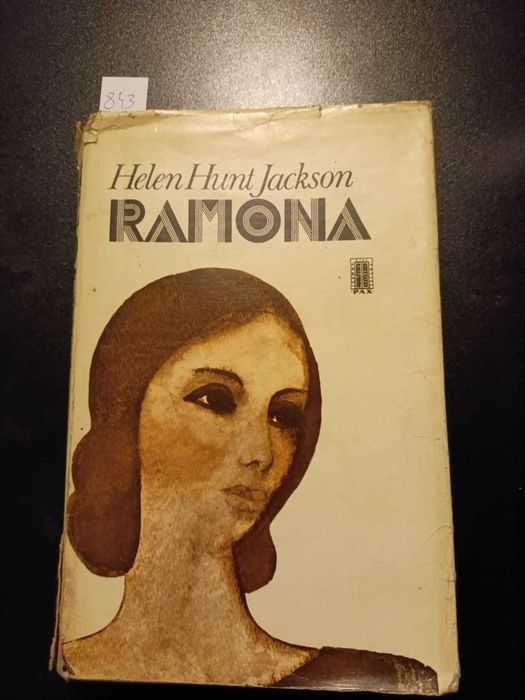 843
Helen Hunt Jackson
RAMONA
PAX